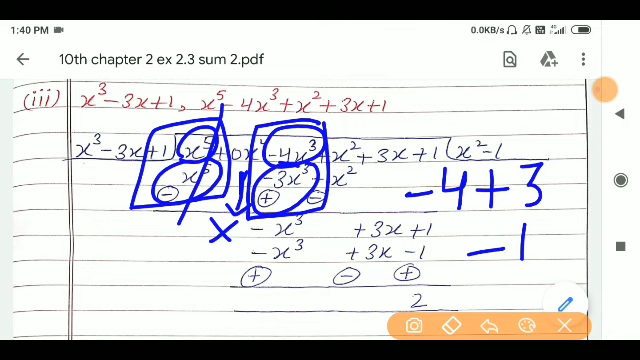 1:40 PM
0.0KB/s
10th chapter 2 ex 2.3 sum 2.pdf
(iii) x³ - 3x + 1, x⁵ - 4x³ + x² + 3x + 1
x³ - 3x + 1) x⁵ + 0x⁴ - 4x³ + x² + 3x + 1 (x² - 1
x⁵ - 3x³ + x²
⊖ ⊕ ⊖
-4 + 3
X - x³ + 3x + 1
-1
- x³ + 3x - 1
⊕ ⊖ ⊕
2